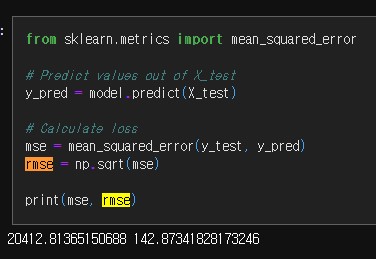 :
from sklearn.metrics import mean_squared_error
# Predict values out of X_test
y_pred = model.predict(X_test)
# Calculate loss
mse = mean_squared_error(y_test, y_pred)
rmse = np.sqrt(mse)
print(mse, rmse)
20412.81365150688 142.87341828173246